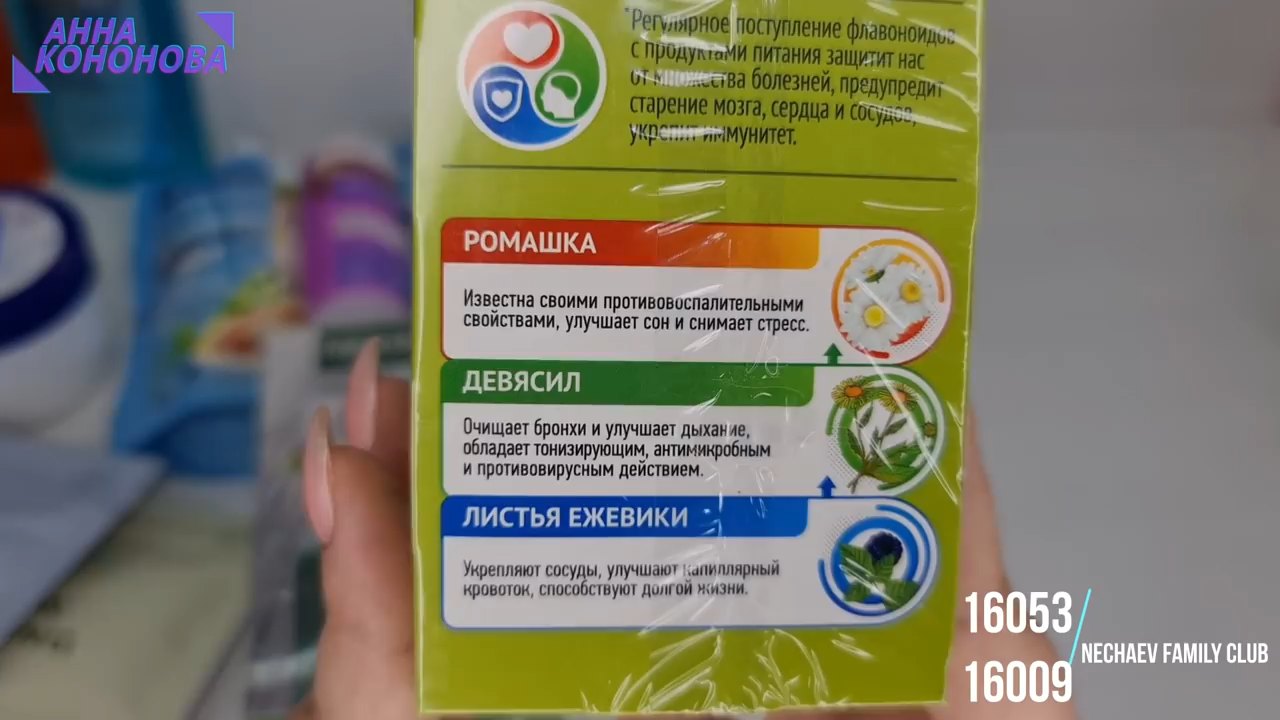 АННА
КОНОНОВА
*Регулярное поступление флавоноидов
с продуктами питания защитит нас
от множества болезней, предупредит
старение мозга, сердца и сосудов,
укрепит иммунитет.
РОМАШКА
Известна своими противовоспалительными
свойствами, улучшает сон и снимает стресс.
ДЕВЯСИЛ
Очищает бронхи и улучшает дыхание,
обладает тонизирующим, антимикробным
и противовирусным действием.
ЛИСТЬЯ ЕЖЕВИКИ
Укрепляют сосуды, улучшают капиллярный
кровоток, способствуют долгой жизни.
16053
NECHAEV FAMILY CLUB
16009